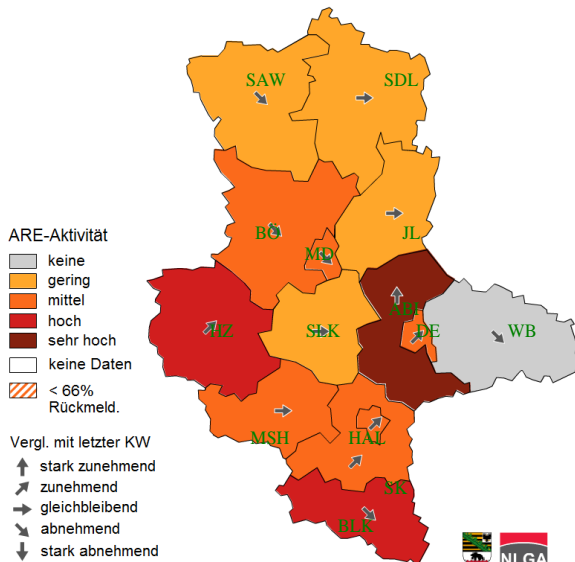 SAW
SDL
BÖ
MD
JL
ABI
HZ
SLK
DE
WB
MSH
HAL
SK
BLK
ARE-Aktivität
keine
gering
mittel
hoch
sehr hoch
keine Daten
< 66%
Rückmeld.
Vergl. mit letzter KW
stark zunehmend
zunehmend
gleichbleibend
abnehmend
stark abnehmend
NLGA